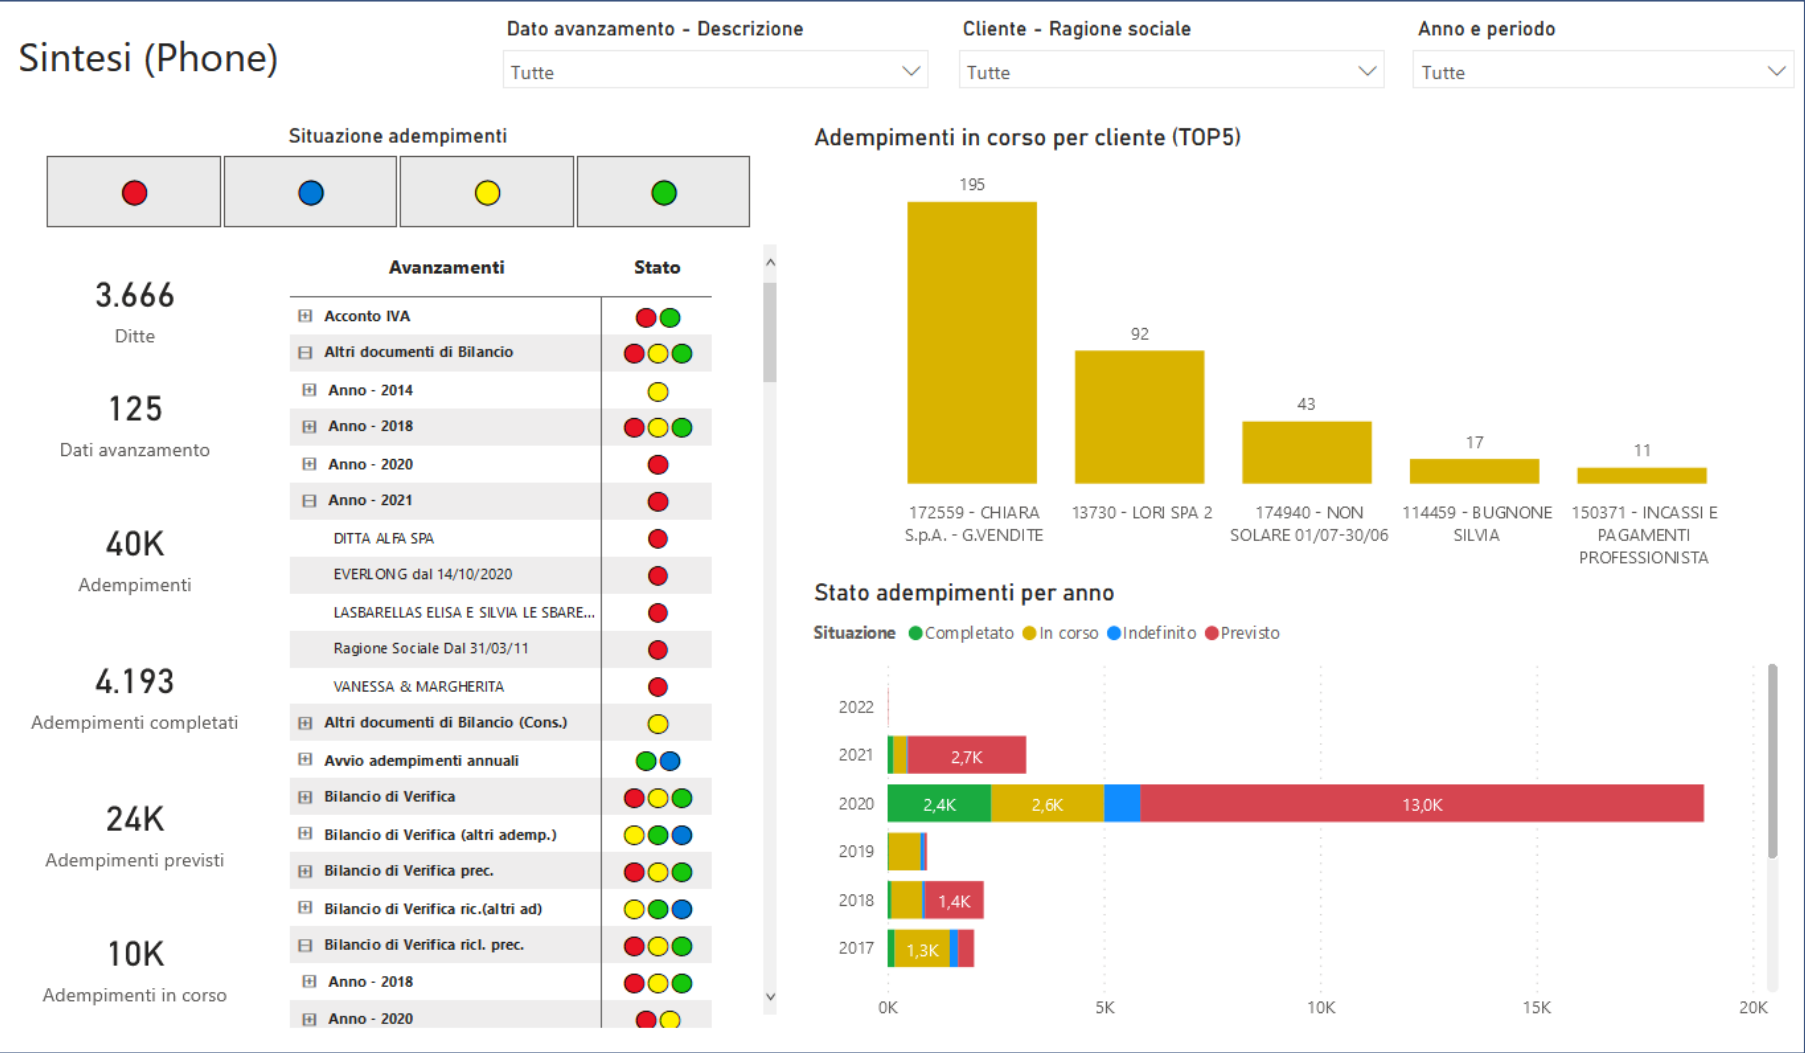 Sintesi (Phone)
Dato avanzamento - Descrizione
Tutte
Cliente - Ragione sociale
Tutte
Anno e periodo
Tutte
Situazione adempimenti
3.666
Ditte
125
Dati avanzamento
40K
Adempimenti
4.193
Adempimenti completati
24K
Adempimenti previsti
10K
Adempimenti in corso
Avanzamenti Stato
Acconto IVA
Altri documenti di Bilancio
Anno - 2014
Anno - 2018
Anno - 2020
Anno - 2021
DITTA ALFA SPA
EVERLONG dal 14/10/2020
LASBARELLAS ELISA E SILVIA LE SBARE...
Ragione Sociale Dal 31/03/11
VANESSA & MARGHERITA
Altri documenti di Bilancio (Cons.)
Avvio adempimenti annuali
Bilancio di Verifica
Bilancio di Verifica (altri ademp.)
Bilancio di Verifica prec.
Bilancio di Verifica ric.(altri ad)
Bilancio di Verifica ricl. prec.
Anno - 2018
Anno - 2020
Adempimenti in corso per cliente (TOP5)
195
92
43
17
11
172559 - CHIARA
S.p.A. - G.VENDITE
13730 - LORI SPA 2
174940 - NON
SOLARE 01/07-30/06
114459 - BUGNONE
SILVIA
150371 - INCASSI E
PAGAMENTI
PROFESSIONISTA
Stato adempimenti per anno
Situazione Completato In corso Indefinito Previsto
2022
2021 2,7K
2020 2,4K 2,6K 13,0K
2019
2018 1,4K
2017 1,3K
0K 5K 10K 15K 20K